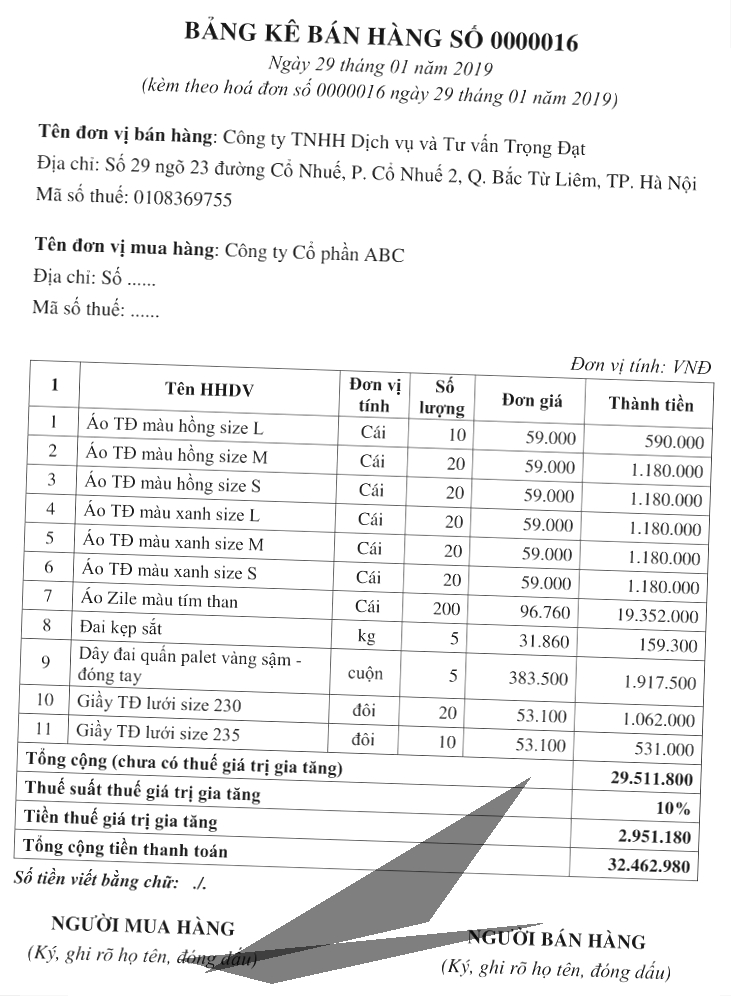 BẢNG KÊ BÁN HÀNG SỐ 0000016
Ngày 29 tháng 01 năm 2019
(kèm theo hoá đơn số 0000016 ngày 29 tháng 01 năm 2019)
Tên đơn vị bán hàng: Công ty TNHH Dịch vụ và Tư vấn Trọng Đạt
Địa chỉ: Số 29 ngõ 23 đường Cổ Nhuế, P. Cổ Nhuế 2, Q. Bắc Từ Liêm, TP. Hà Nội
Mã số thuế: 0108369755
Tên đơn vị mua hàng: Công ty Cổ phần ABC
Địa chỉ: Số ......
Mã số thuế: ......
Đơn vị tính: VNĐ
1 Tên HHDV Đơn vị tính Số lượng Đơn giá Thành tiền
1 Áo TĐ màu hồng size L Cái 10 59.000 590.000
2 Áo TĐ màu hồng size M Cái 20 59.000 1.180.000
3 Áo TĐ màu hồng size S Cái 20 59.000 1.180.000
4 Áo TĐ màu xanh size L Cái 20 59.000 1.180.000
5 Áo TĐ màu xanh size M Cái 20 59.000 1.180.000
6 Áo TĐ màu xanh size S Cái 20 59.000 1.180.000
7 Áo Zile màu tím than Cái 200 96.760 19.352.000
8 Đai kẹp sắt kg 5 31.860 159.300
9 Dây đai quấn palet vàng sậm - đóng tay cuộn 5 383.500 1.917.500
10 Giầy TĐ lưới size 230 đôi 20 53.100 1.062.000
11 Giầy TĐ lưới size 235 đôi 10 53.100 531.000
Tổng cộng (chưa có thuế giá trị gia tăng) 29.511.800
Thuế suất thuế giá trị gia tăng 10%
Tiền thuế giá trị gia tăng 2.951.180
Tổng cộng tiền thanh toán 32.462.980
Số tiền viết bằng chữ: ./.
NGƯỜI MUA HÀNG NGƯỜI BÁN HÀNG
(Ký, ghi rõ họ tên, đóng dấu) (Ký, ghi rõ họ tên, đóng dấu)